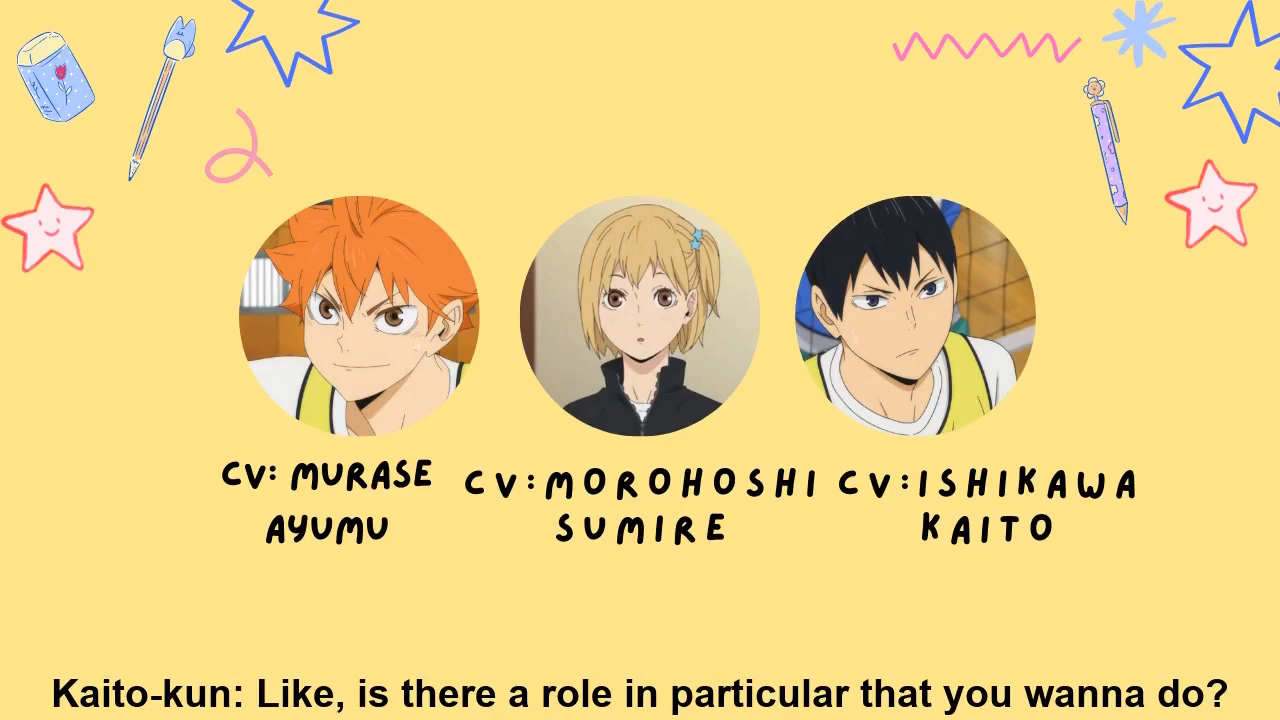 CV: MURASE
AYUMU
CV:MOROHOSHI
SUMIRE
CV:ISHIKAWA
KAITO
Kaito-kun: Like, is there a role in particular that you wanna do?